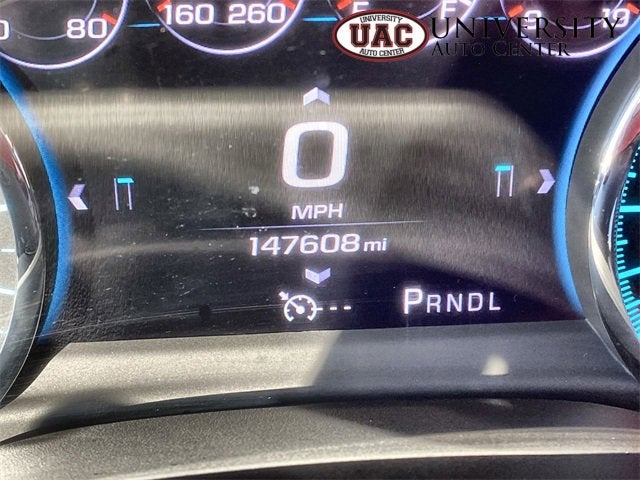 80
160 260
UNIVERSITY
UAC
AUTO CENTER
UNIVERSITY
AUTO CENTER
0
MPH
147608 mi
PRNDL